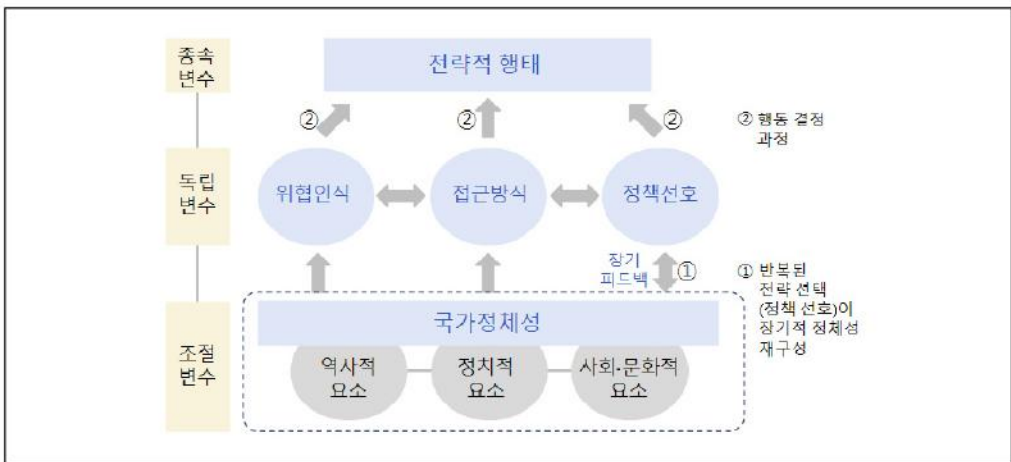 종속
변수
전략적 행태
②
②
②
② 행동 결정
과정
독립
변수
위협인식
접근방식
정책선호
장기
피드백
①
① 반복된
전략 선택
(정책 선호)이
장기적 정체성
재구성
조절
변수
국가정체성
역사적
요소
정치적
요소
사회·문화적
요소